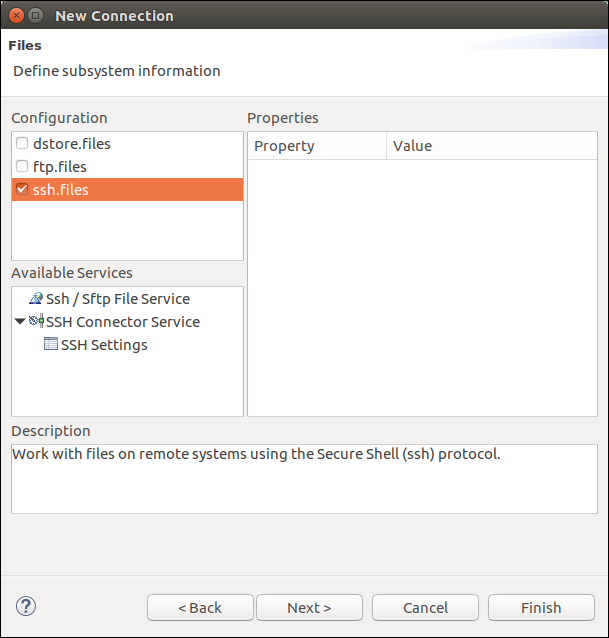 New Connection
Files
Define subsystem information
Configuration
dstore.files
ftp.files
ssh.files
Properties
Property Value
Available Services
Ssh / Sftp File Service
SSH Connector Service
SSH Settings
Description
Work with files on remote systems using the Secure Shell (ssh) protocol.
? < Back Next > Cancel Finish